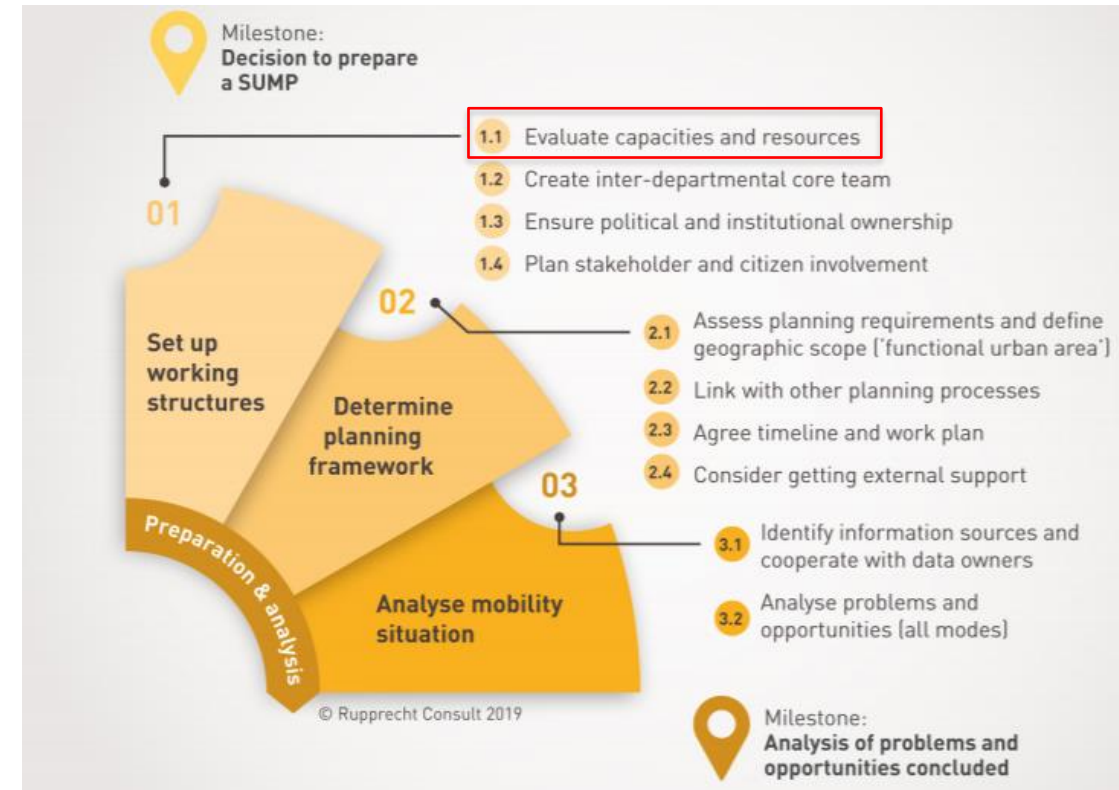 Milestone:
Decision to prepare
a SUMP
1.1 Evaluate capacities and resources
1.2 Create inter-departmental core team
1.3 Ensure political and institutional ownership
1.4 Plan stakeholder and citizen involvement
01
Set up
working
structures
02
2.1 Assess planning requirements and define
geographic scope ('functional urban area')
2.2 Link with other planning processes
2.3 Agree timeline and work plan
2.4 Consider getting external support
Determine
planning
framework
03
3.1 Identify information sources and
cooperate with data owners
3.2 Analyse problems and
opportunities (all modes)
Analyse mobility
situation
Preparation & analysis
© Rupprecht Consult 2019
Milestone:
Analysis of problems and
opportunities concluded